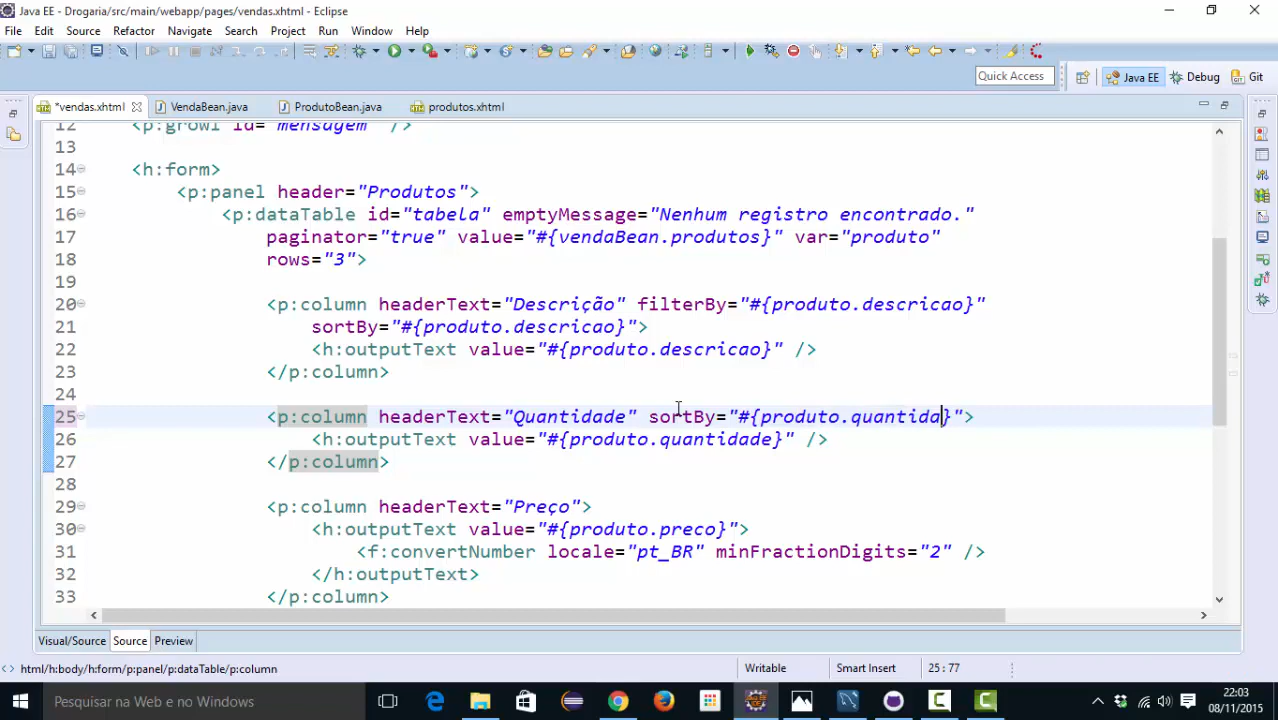 Java EE - Drogaria/src/main/webapp/pages/vendas.xhtml - Eclipse
File Edit Source Refactor Navigate Search Project Run Window Help
Quick Access Java EE Debug Git
*vendas.xhtml VendaBean.java ProdutoBean.java produtos.xhtml
12 <p:growl id="mensagem" />
13
14 <h:form>
15 <p:panel header="Produtos">
16 <p:dataTable id="tabela" emptyMessage="Nenhum registro encontrado."
17 paginator="true" value="#{vendaBean.produtos}" var="produto"
18 rows="3">
19
20 <p:column headerText="Descrição" filterBy="#{produto.descricao}"
21 sortBy="#{produto.descricao}">
22 <h:outputText value="#{produto.descricao}" />
23 </p:column>
24
25 <p:column headerText="Quantidade" sortBy="#{produto.quantida}">
26 <h:outputText value="#{produto.quantidade}" />
27 </p:column>
28
29 <p:column headerText="Preço">
30 <h:outputText value="#{produto.preco}">
31 <f:convertNumber locale="pt_BR" minFractionDigits="2" />
32 </h:outputText>
33 </p:column>
Visual/Source Source Preview
html/h:body/h:form/p:panel/p:dataTable/p:column Writable Smart Insert 25:77
Pesquisar na Web e no Windows
22:03
08/11/2015